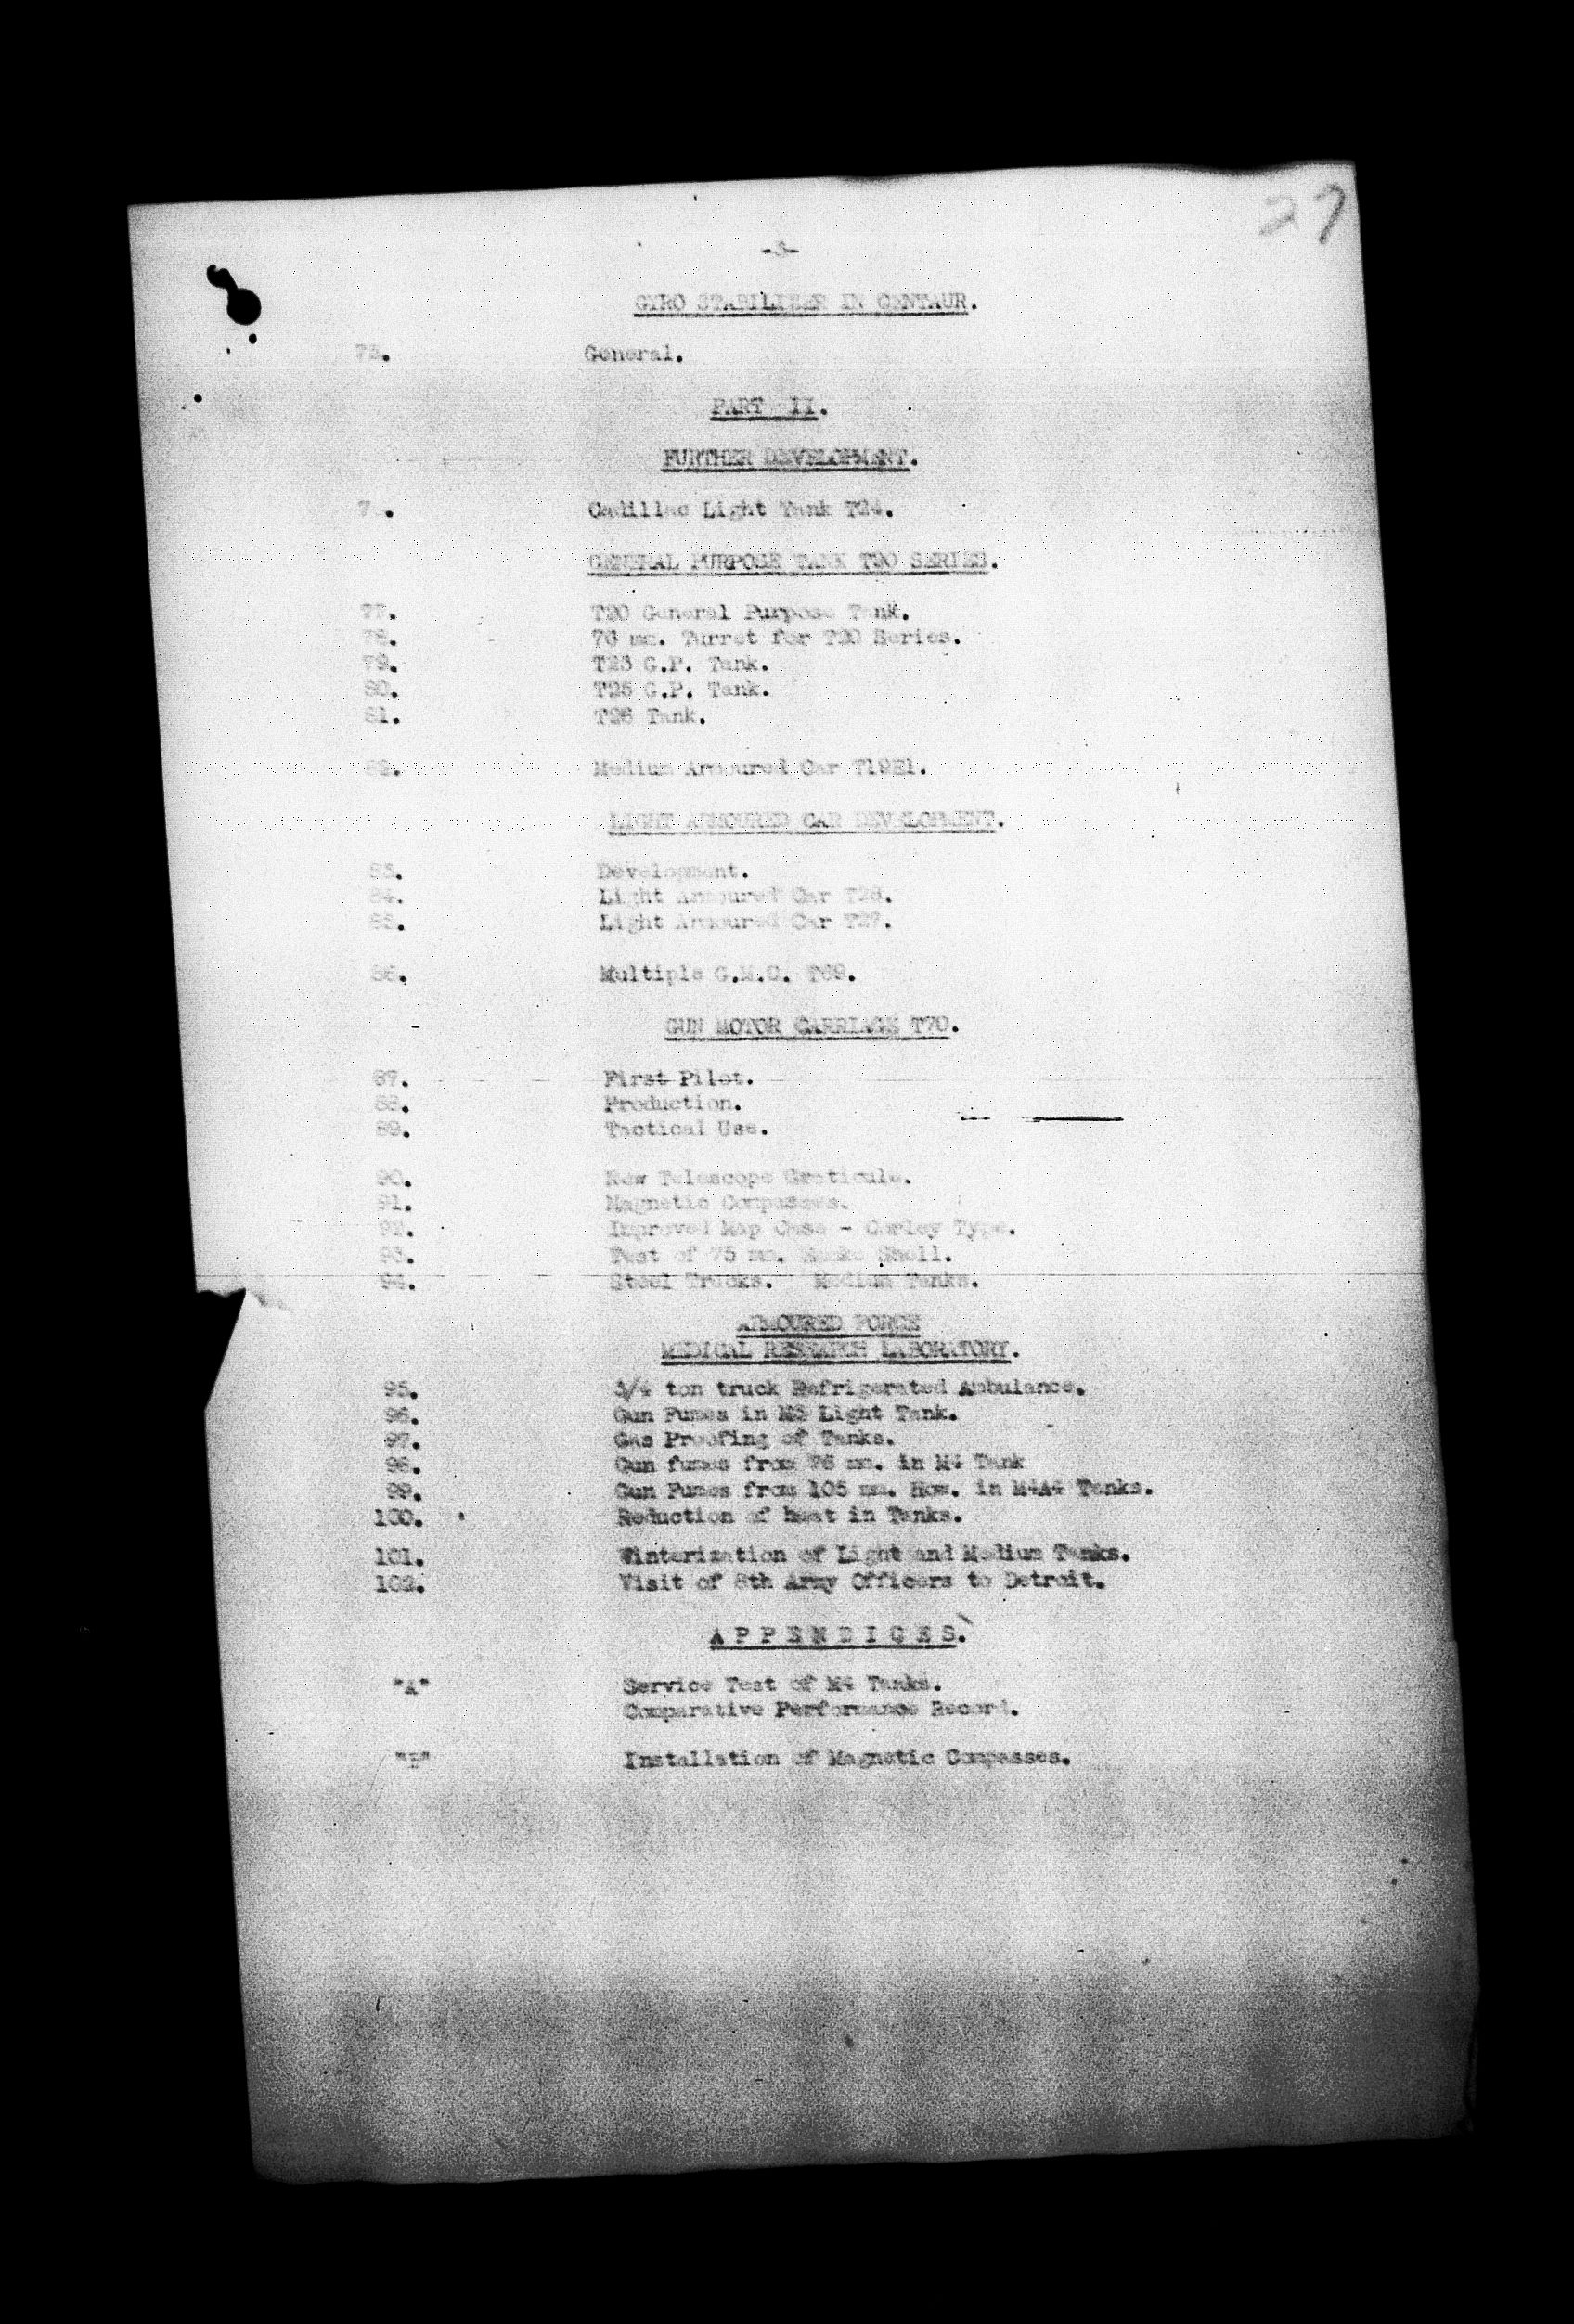 27
-3-
GYRO STABILIZER IN CENTAUR.
General.
PART II.
FURTHER DEVELOPMENT.
Cadillac Light Tank T24.
GENERAL PURPOSE TANK T20 SERIES.
77. T20 General Purpose Tank.
78. 76 mm. Turret for T20 Series.
79. T23 G.P. Tank.
80. T25 G.P. Tank.
81. T26 Tank.
82. Medium Armoured Car T19E1.
LIGHT ARMOURED CAR DEVELOPMENT.
83. Development.
84. Light Armoured Car T28.
85. Light Armoured Car T27.
86. Multiple G.M.C. T69.
GUN MOTOR CARRIAGE T70.
87. First Pilot.
88. Production.
89. Tactical Use.
90. New Telescope Graticule.
91. Magnetic Compasses.
92. Improved Map Case - Corley Type.
93. Test of 75 mm. Smoke Shell.
94. Steel Tracks. Medium Tanks.
ARMOURED FORCE
MEDICAL RESEARCH LABORATORY.
95. 3/4 ton truck Refrigerated Ambulance.
96. Gun Fumes in M3 Light Tank.
97. Gas Proofing of Tanks.
98. Gun fumes from 76 mm. in M4 Tank
99. Gun Fumes from 105 mm. How. in M4A4 Tanks.
100. Reduction of heat in Tanks.
101. Winterization of Light and Medium Tanks.
102. Visit of 8th Army Officers to Detroit.
A P P E N D I C E S.
"A" Service Test of M4 Tanks.
Comparative Performance Record.
"B" Installation of Magnetic Compasses.